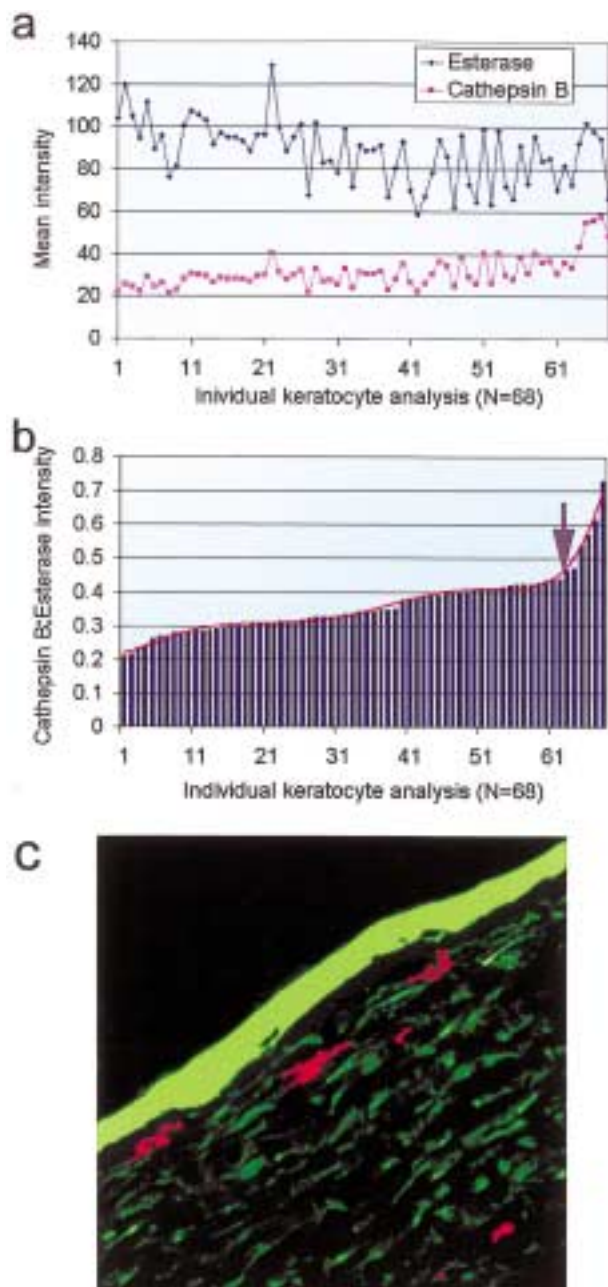 a
140
120
100
80
60
40
20
0
Mean intensity
Esterase
Cathepsin B
1 11 21 31 41 51 61
Inividual keratocyte analysis (N=68)
b
0.8
0.7
0.6
0.5
0.4
0.3
0.2
0.1
0
Cathepsin B:Esterase intensity
1 11 21 31 41 51 61
Individual keratocyte analysis (N=68)
c